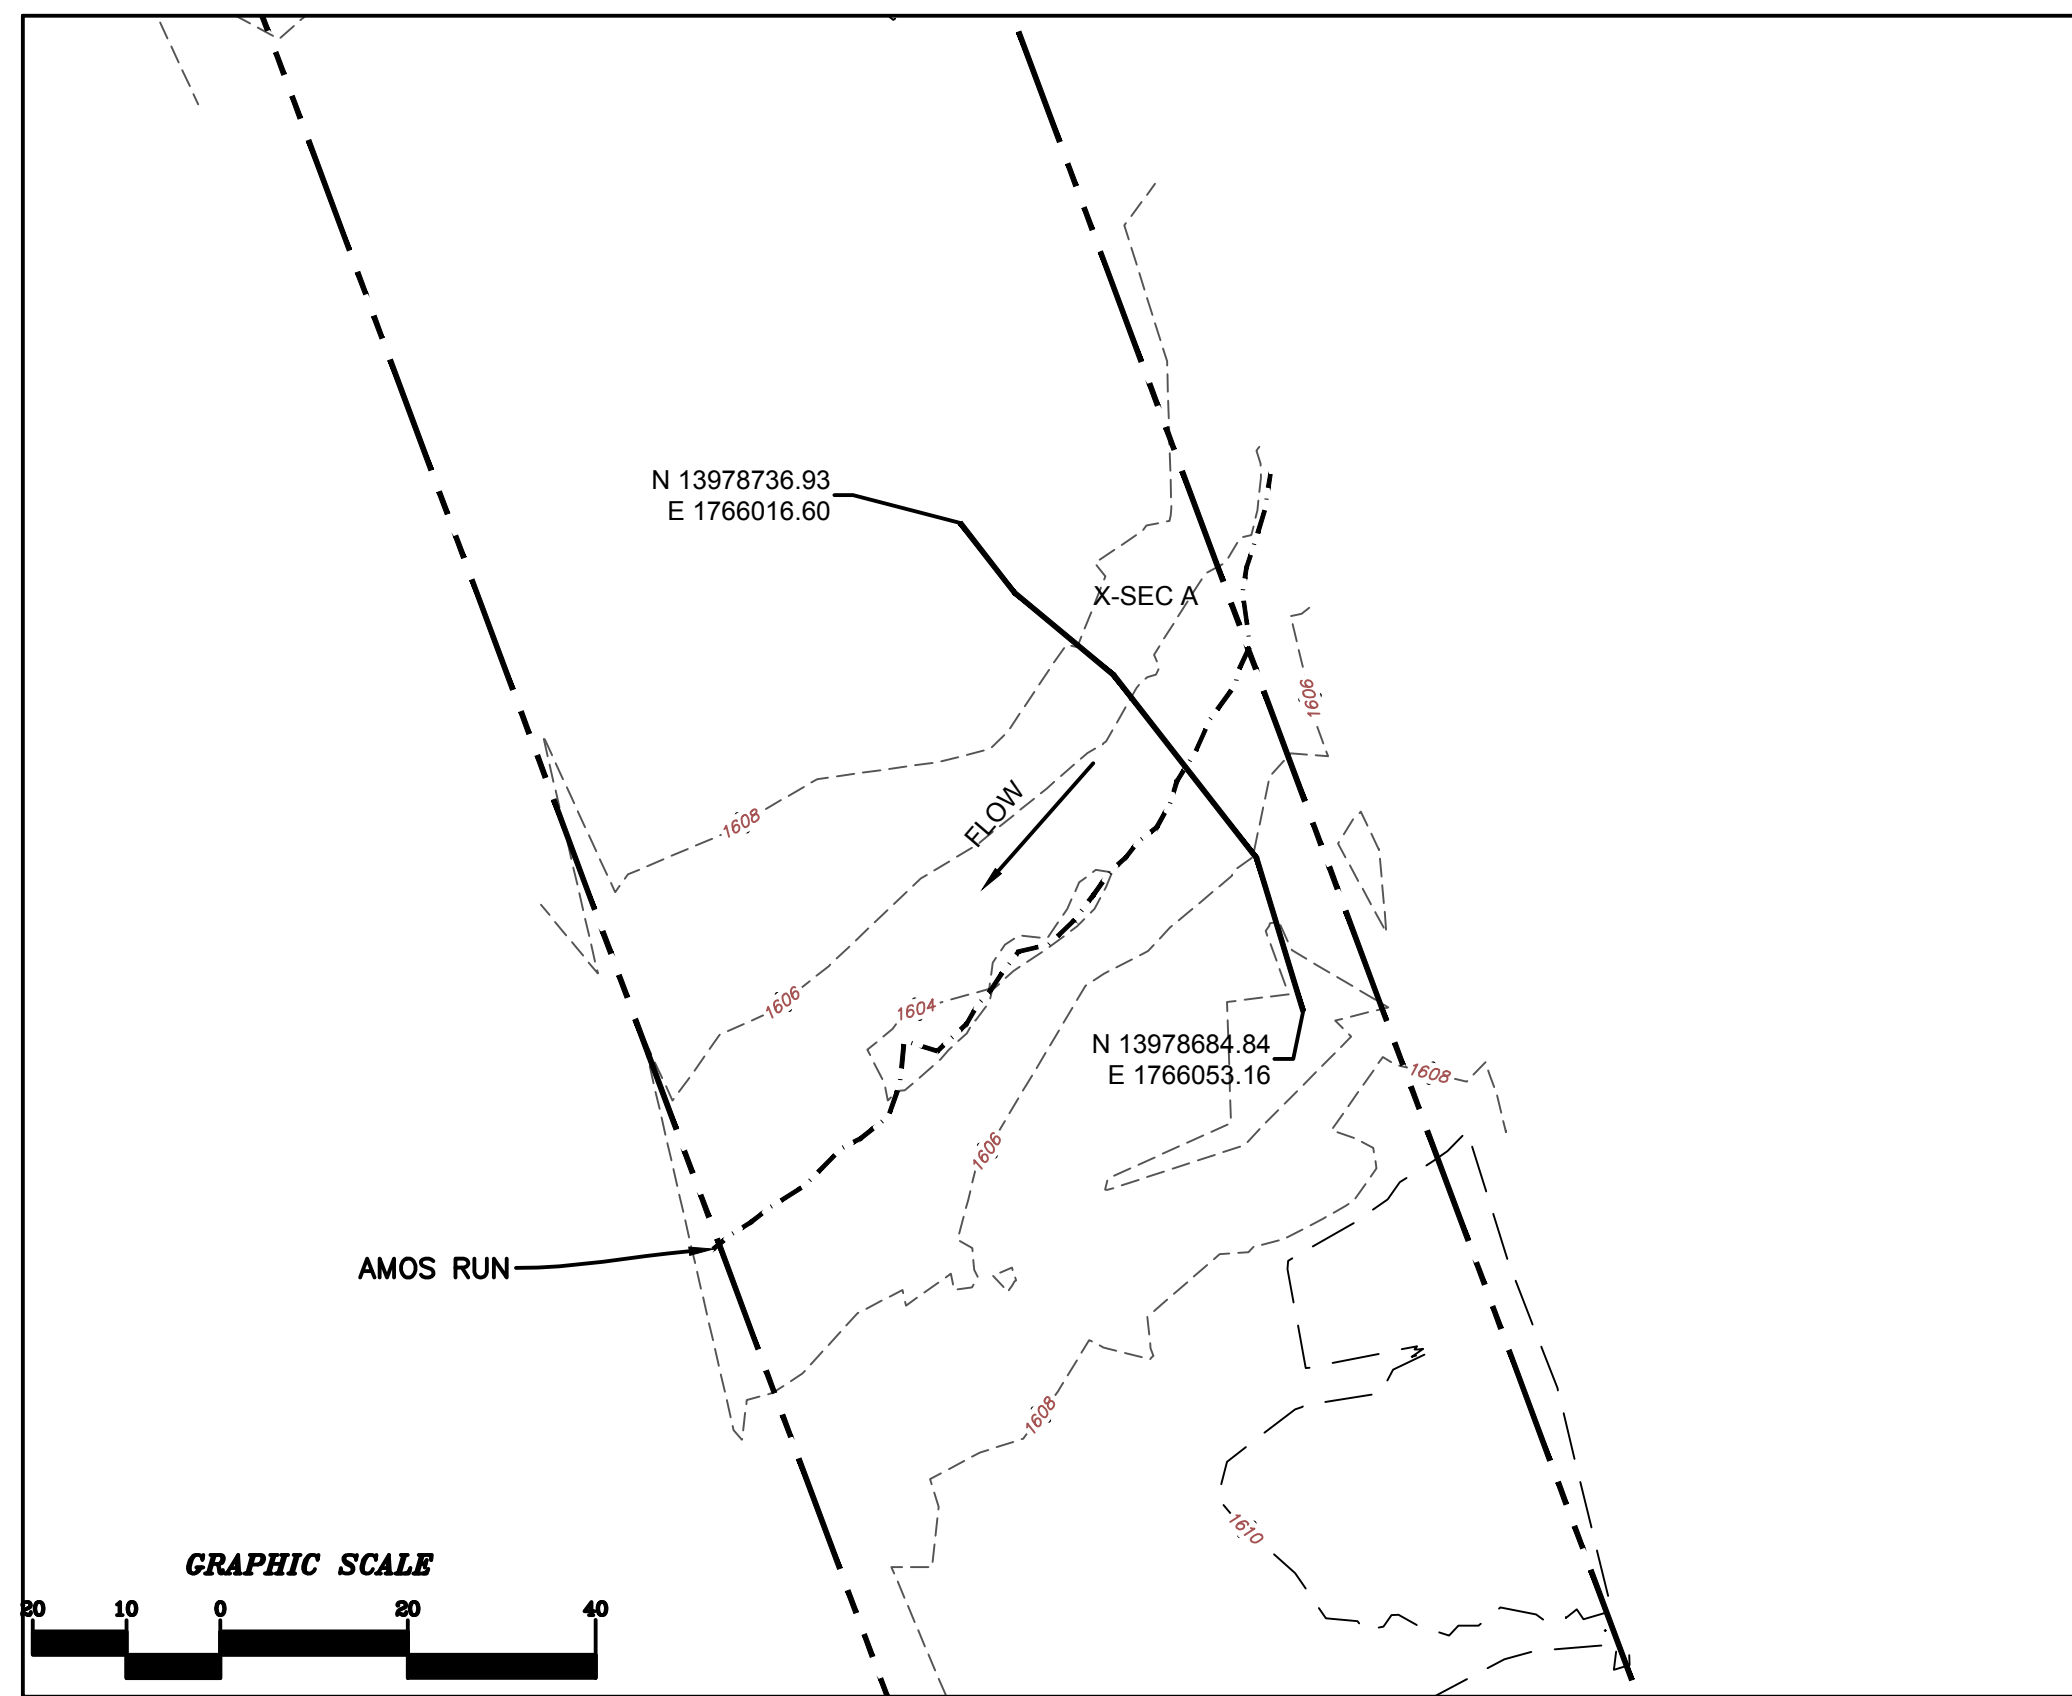 N 13978736.93
E 1766016.60
X-SEC A
1606
FLOW
1608
1606
1604
N 13978684.84
E 1766053.16
1608
1606
AMOS RUN
1608
1610
GRAPHIC SCALE
20 10 0 20 40